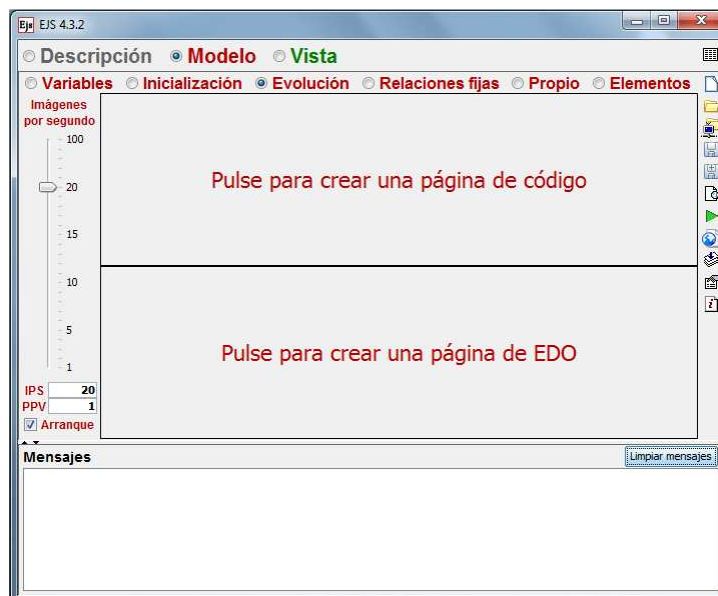 EJS 4.3.2
Descripción Modelo Vista
Variables Inicialización Evolución Relaciones fijas Propio Elementos
Imágenes
por segundo
100
20
15
10
5
1
IPS 20
PPV 1
Arranque
Pulse para crear una página de código
Pulse para crear una página de EDO
Mensajes Limpiar mensajes